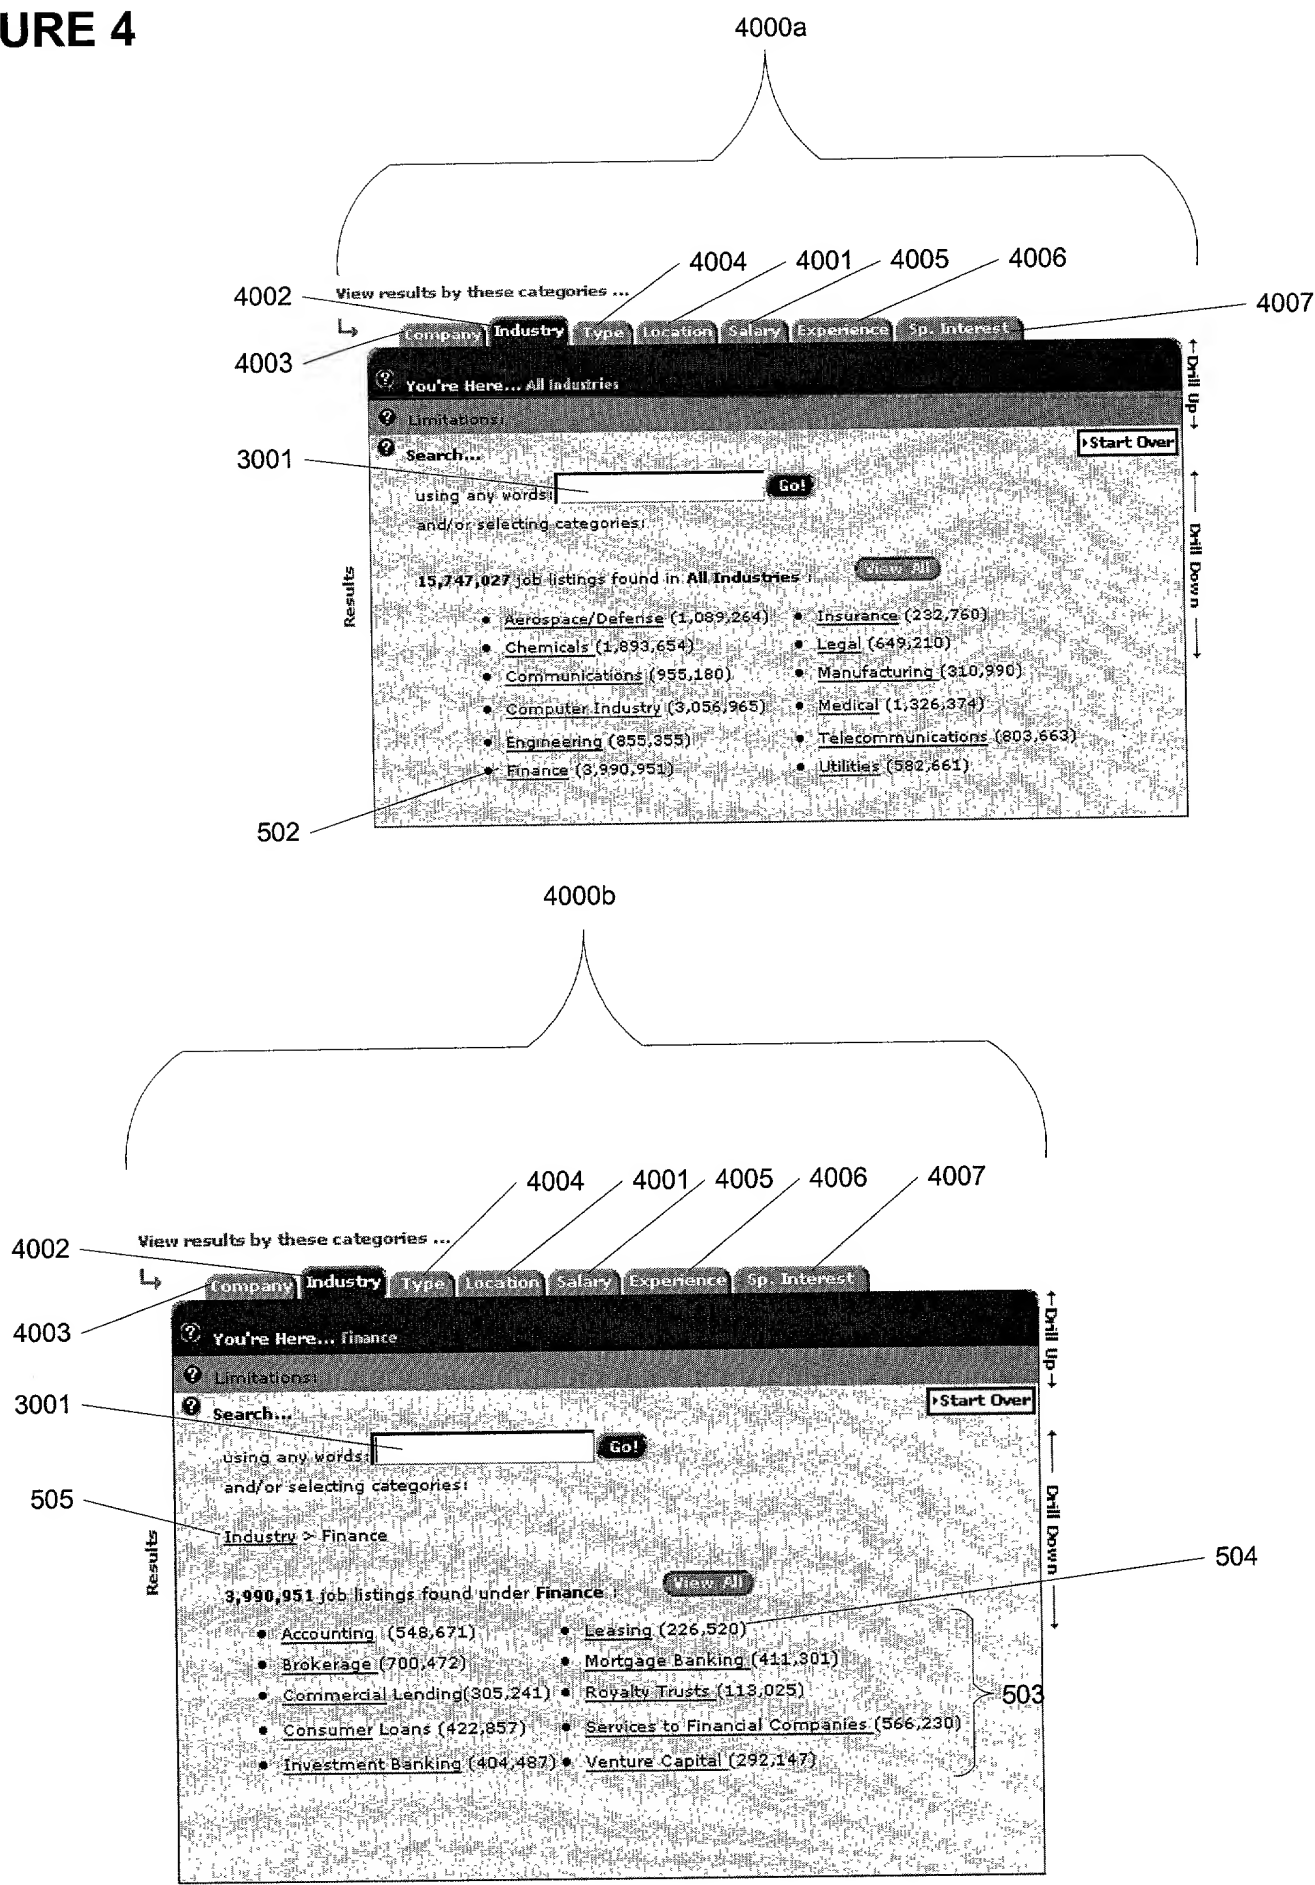 URE 4
4000a
4004 4001 4005 4006
4002 View results by these categories ... 4007
Company Industry Type Location Salary Experience Sp. Interest
4003
You're Here... All Industries
←Drill Up→
Limitations:
▸Start Over
3001 Search...
using any words: Go!
and/or selecting categories:
← Drill Down →
Results
15,747,027 job listings found in All Industries : View All
• Aerospace/Defense (1,089,264) • Insurance (232,760)
• Chemicals (1,893,654) • Legal (649,210)
• Communications (955,180) • Manufacturing (310,990)
• Computer Industry (3,056,965) • Medical (1,326,374)
• Engineering (855,355) • Telecommunications (803,663)
• Finance (3,990,951) • Utilities (582,661)
502
4000b
4004 4001 4005 4006 4007
4002 View results by these categories ...
Company Industry Type Location Salary Experience Sp. Interest
4003
You're Here... Finance
←Drill Up→
Limitations:
▸Start Over
3001 Search...
using any words: Go!
and/or selecting categories:
← Drill Down →
505
Industry > Finance
Results
504
3,990,951 job listings found under Finance : View All
• Accounting (548,671) • Leasing (226,520)
• Brokerage (700,472) • Mortgage Banking (411,301)
• Commercial Lending(305,241) • Royalty Trusts (113,025)
503
• Consumer Loans (422,857) • Services to Financial Companies (566,230)
• Investment Banking (404,487) • Venture Capital (292,147)